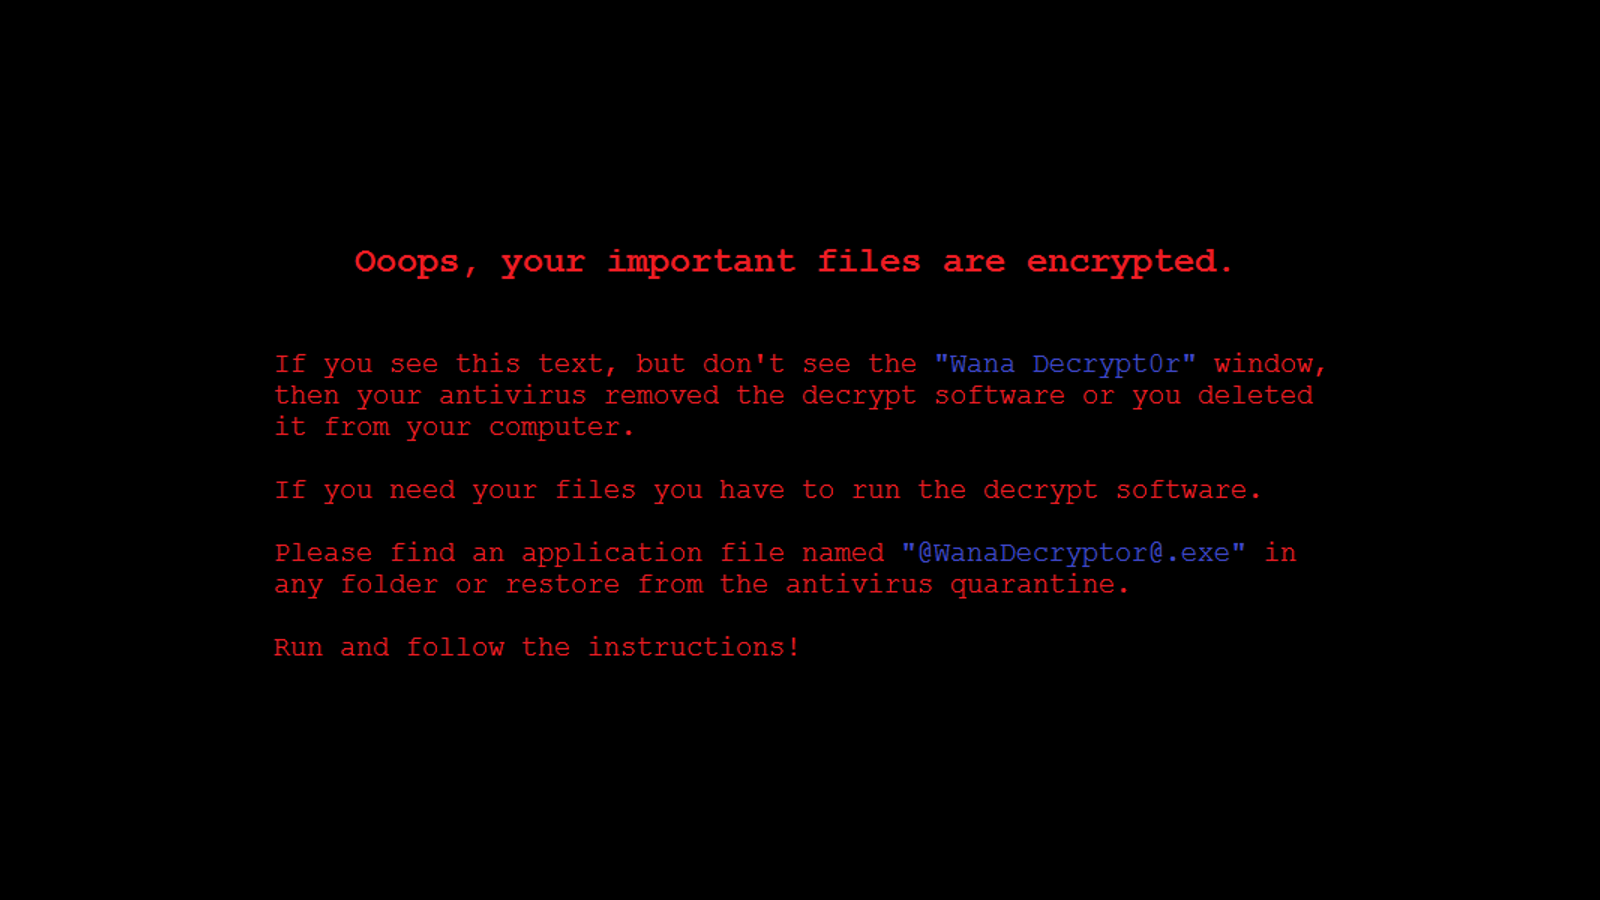 Ooops, your important files are encrypted.
If you see this text, but don't see the "Wana Decrypt0r" window,
then your antivirus removed the decrypt software or you deleted
it from your computer.
If you need your files you have to run the decrypt software.
Please find an application file named "@WanaDecryptor@.exe" in
any folder or restore from the antivirus quarantine.
Run and follow the instructions!